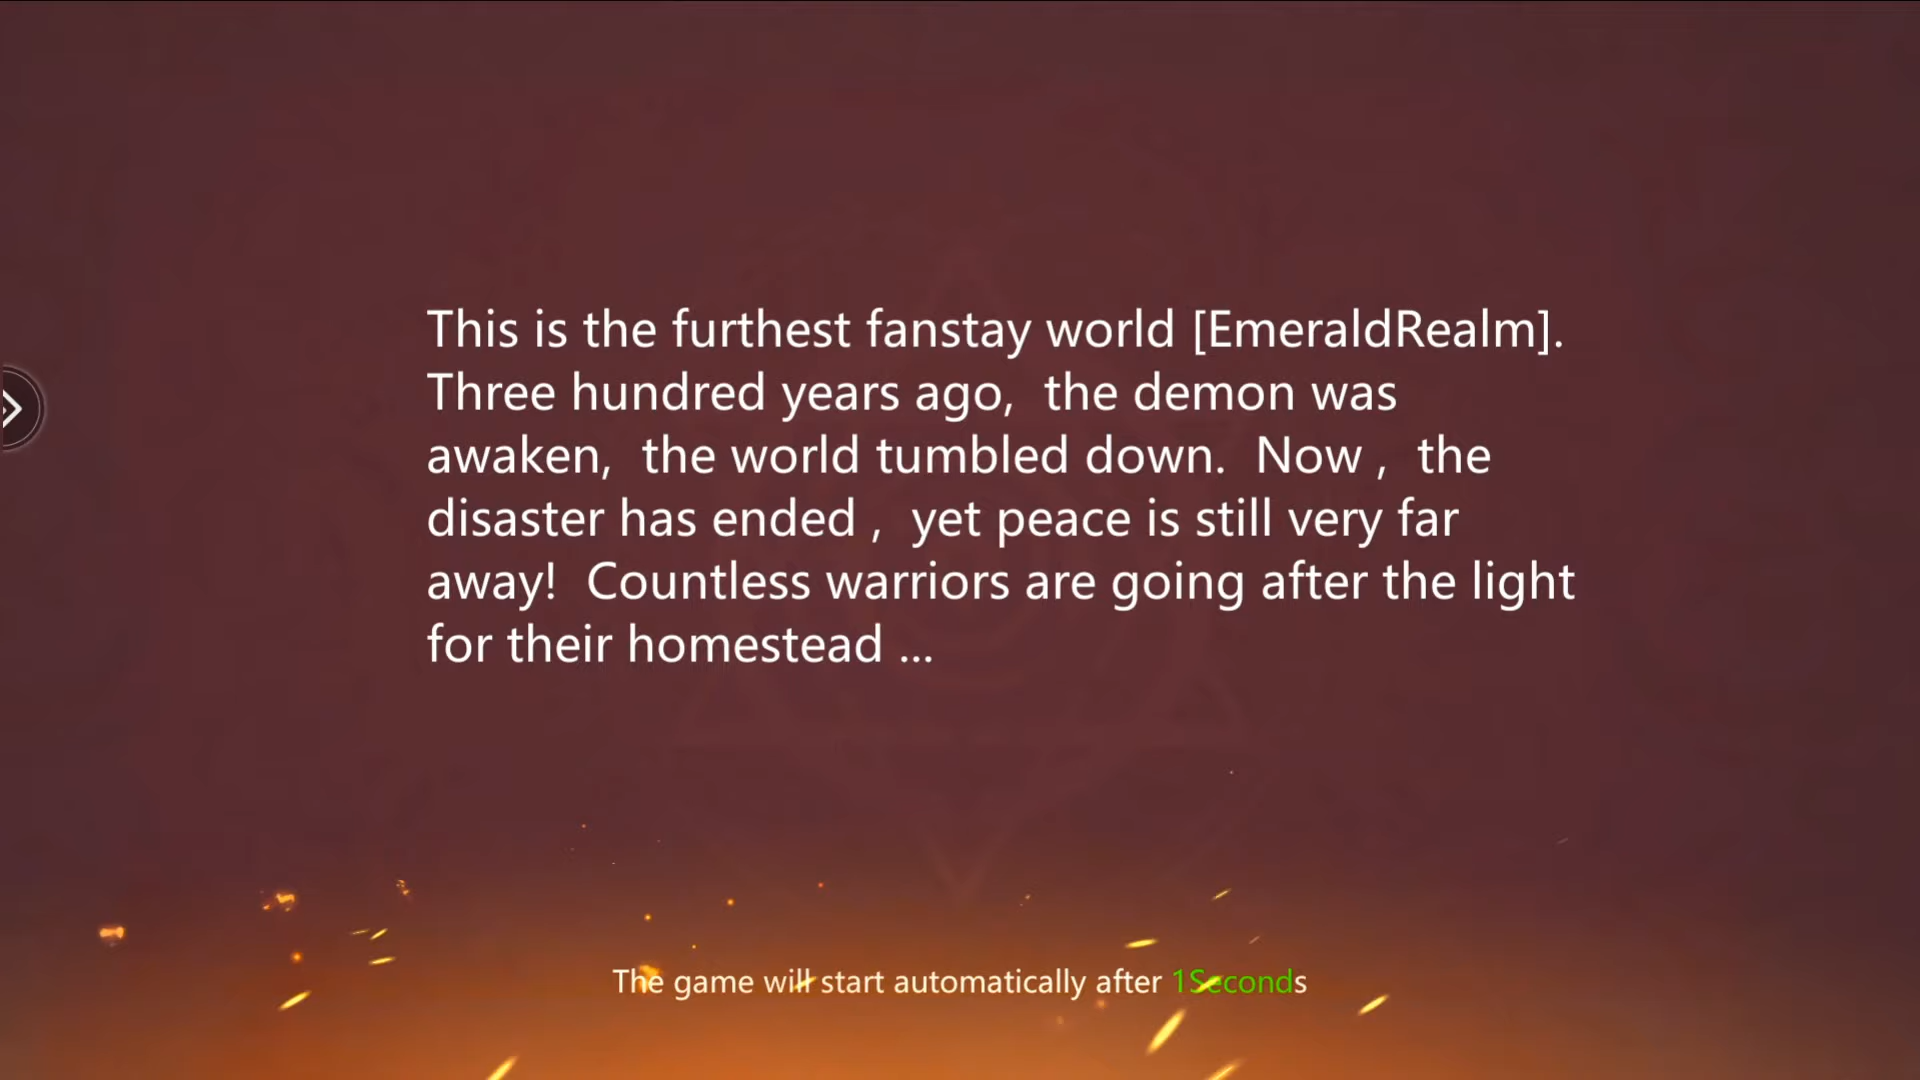 This is the furthest fanstay world [EmeraldRealm].
Three hundred years ago,  the demon was
awaken,  the world tumbled down.  Now ,  the
disaster has ended ,  yet peace is still very far
away!  Countless warriors are going after the light
for their homestead ...
The game will start automatically after 1Seconds